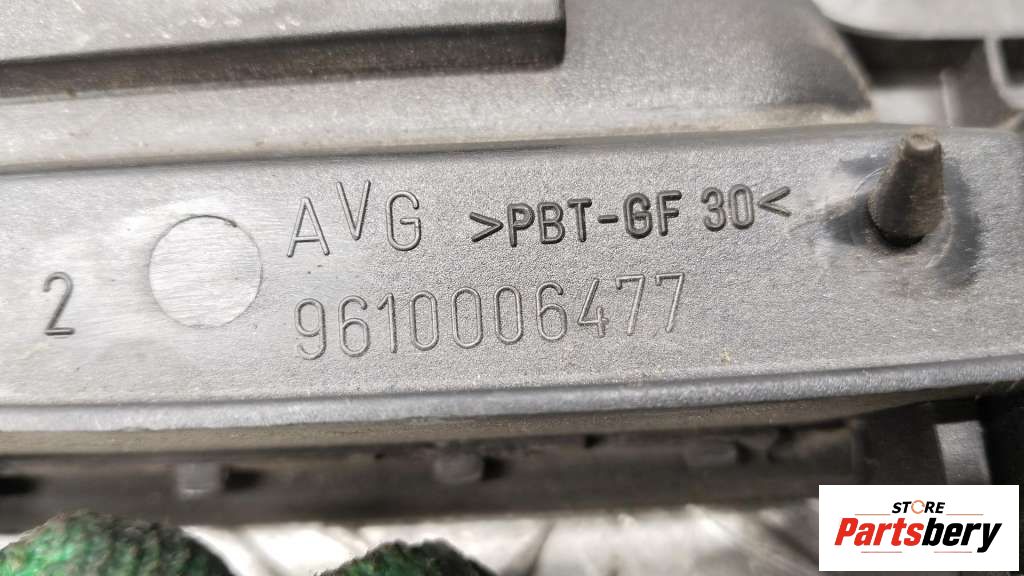 AVG >PBT-GF 30<
2
9610006477
STORE
Partsbery